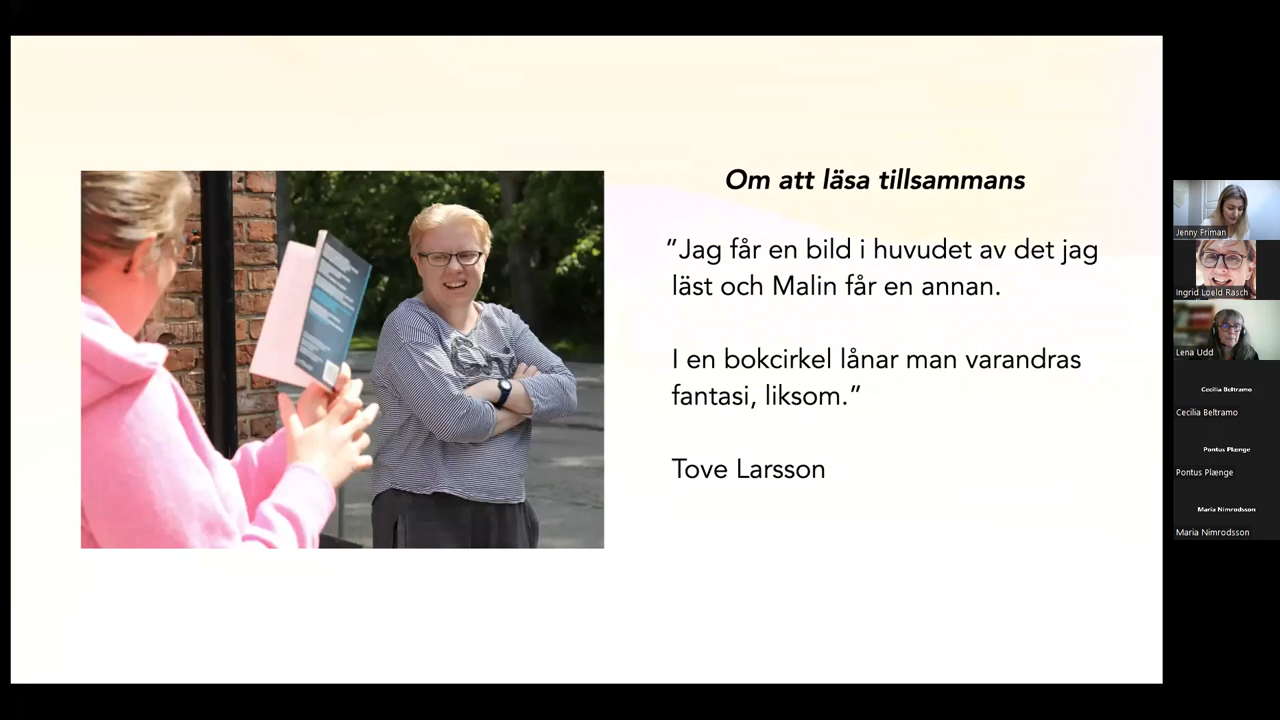 Om att läsa tillsammans
”Jag får en bild i huvudet av det jag
läst och Malin får en annan.
I en bokcirkel lånar man varandras
fantasi, liksom.”
Tove Larsson
Jenny Friman
Ingrid Loeld Rasch
Lena Udd
Cecilia Beltramo
Cecilia Beltramo
Pontus Plænge
Pontus Plænge
Maria Nimrodsson
Maria Nimrodsson